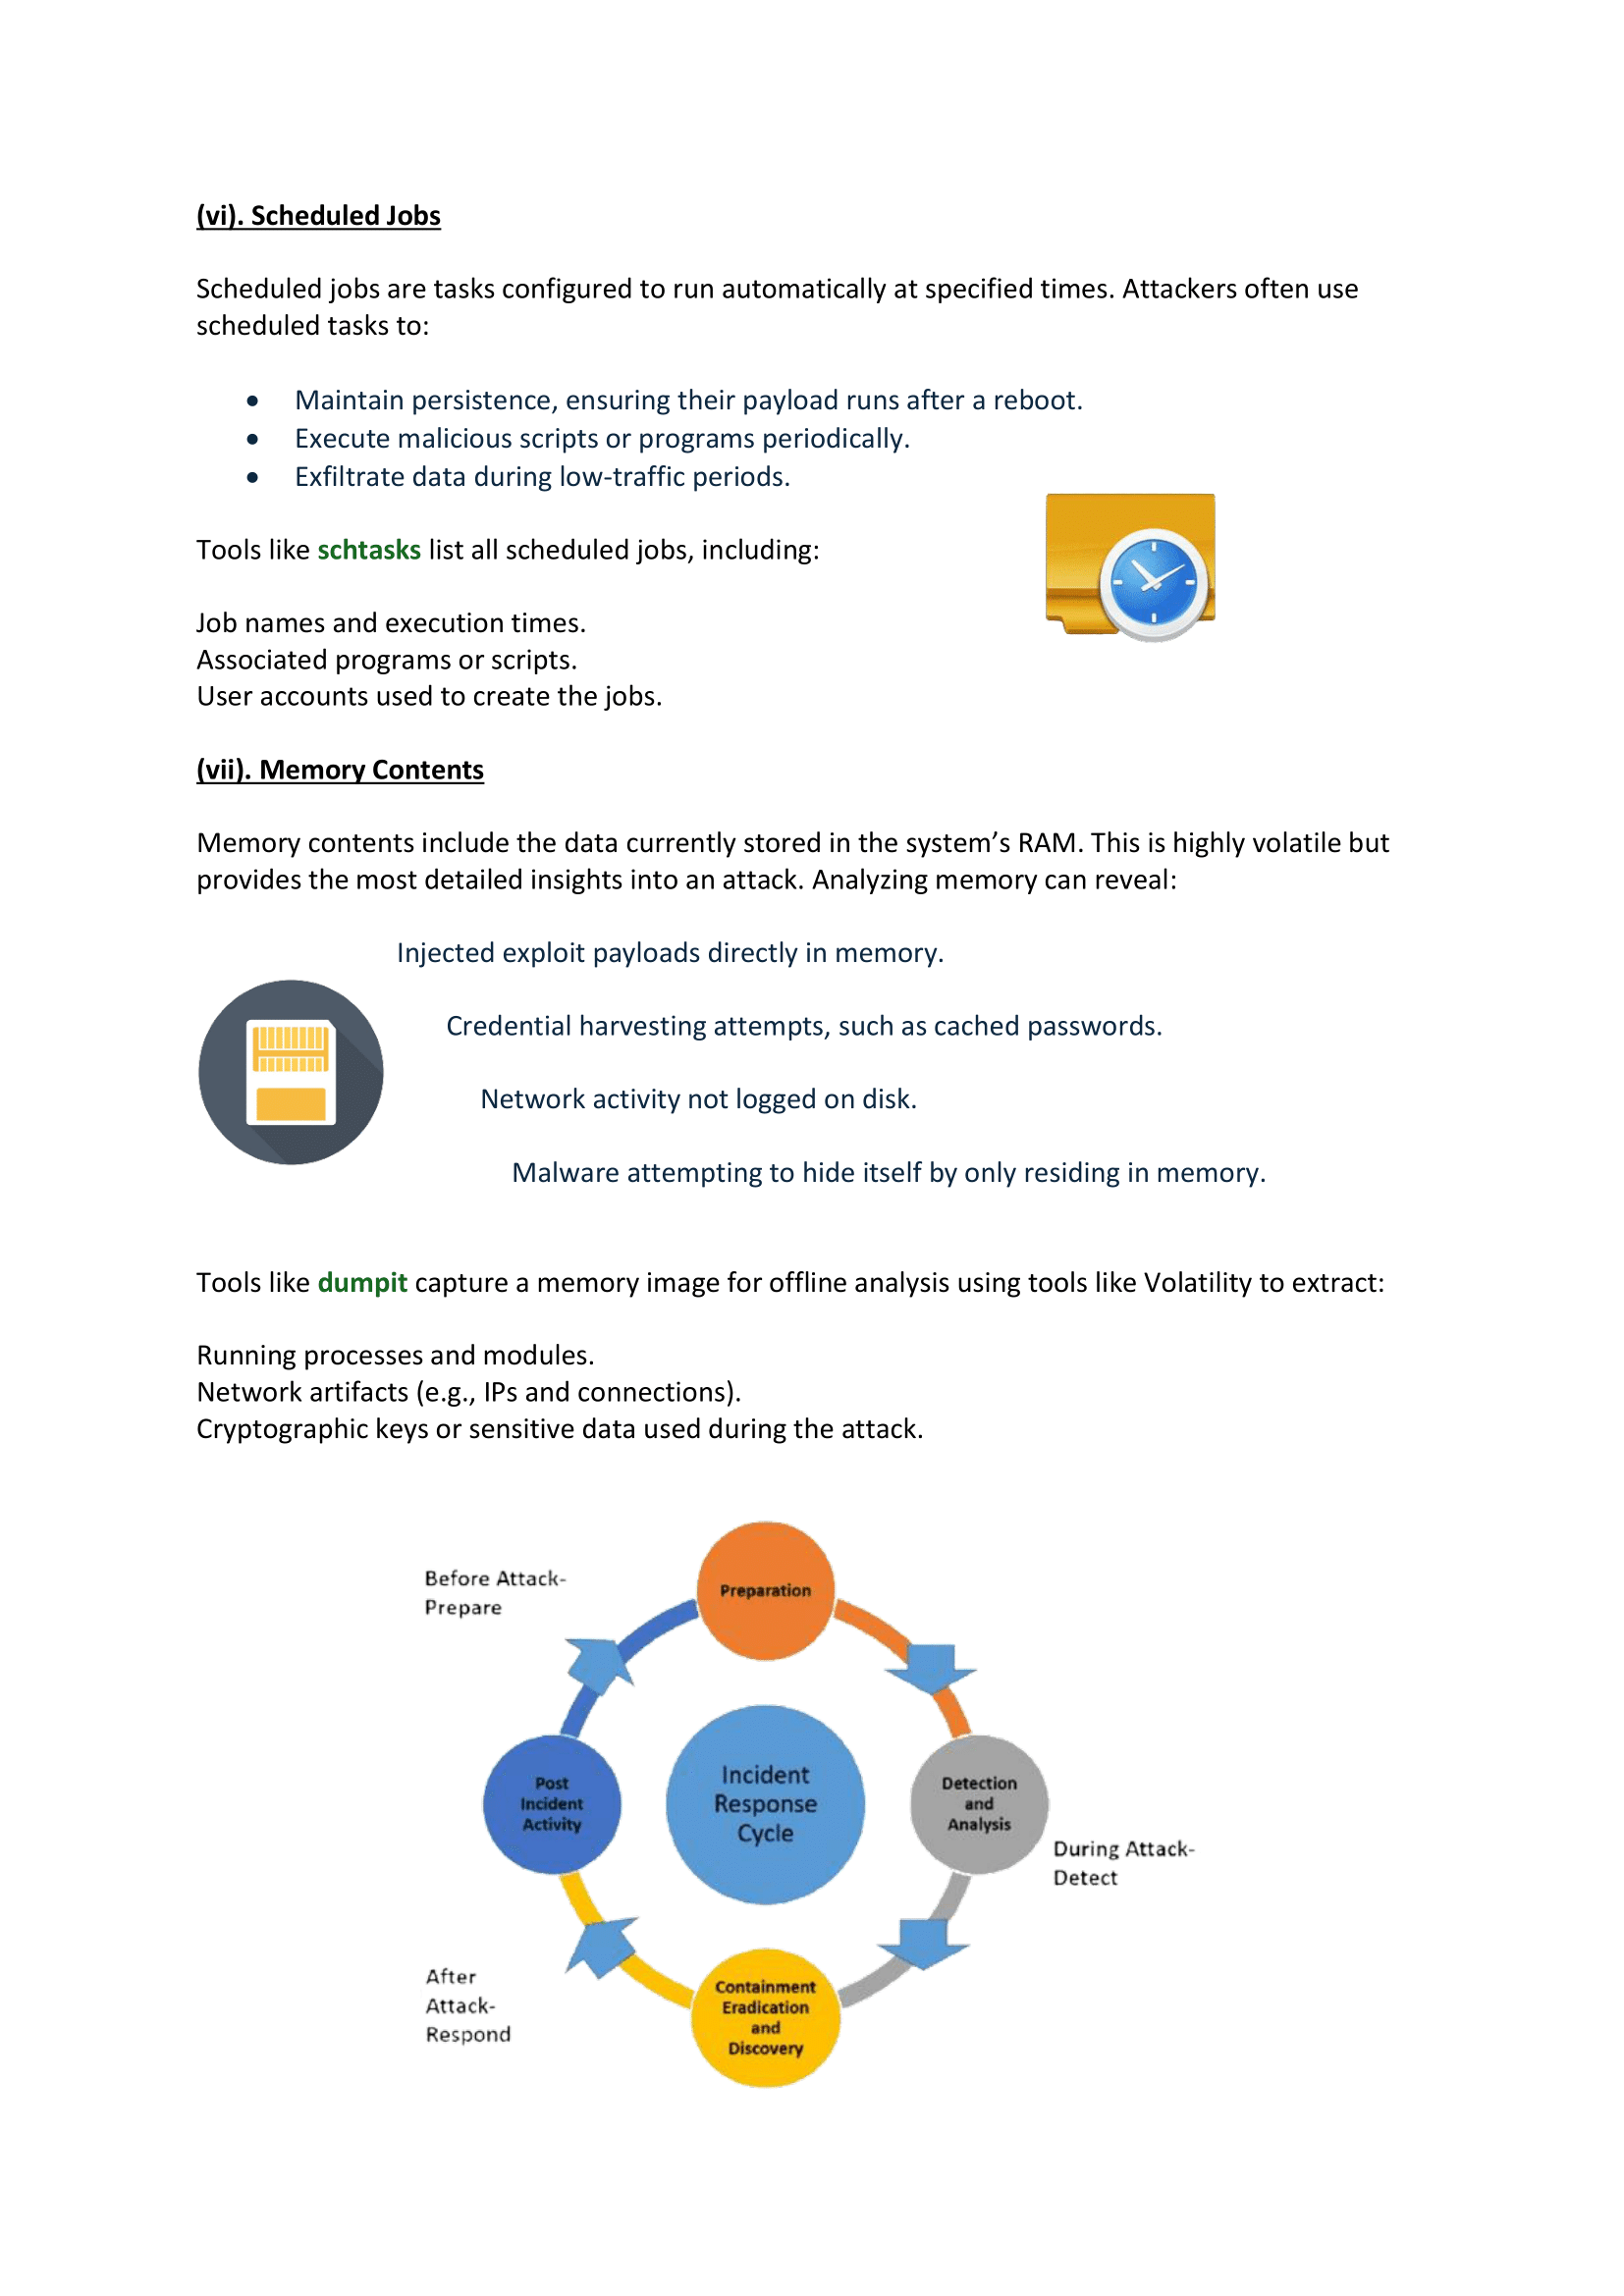 (vi). Scheduled Jobs
Scheduled jobs are tasks configured to run automatically at specified times. Attackers often use
scheduled tasks to:
• Maintain persistence, ensuring their payload runs after a reboot.
• Execute malicious scripts or programs periodically.
• Exfiltrate data during low-traffic periods.
Tools like schtasks list all scheduled jobs, including:
Job names and execution times.
Associated programs or scripts.
User accounts used to create the jobs.
(vii). Memory Contents
Memory contents include the data currently stored in the system’s RAM. This is highly volatile but
provides the most detailed insights into an attack. Analyzing memory can reveal:
Injected exploit payloads directly in memory.
Credential harvesting attempts, such as cached passwords.
Network activity not logged on disk.
Malware attempting to hide itself by only residing in memory.
Tools like dumpit capture a memory image for offline analysis using tools like Volatility to extract:
Running processes and modules.
Network artifacts (e.g., IPs and connections).
Cryptographic keys or sensitive data used during the attack.
Before Attack-
Prepare
Preparation
Post
Incident
Activity
Incident
Response
Cycle
Detection
and
Analysis
During Attack-
Detect
After
Attack-
Respond
Containment
Eradication
and
Discovery